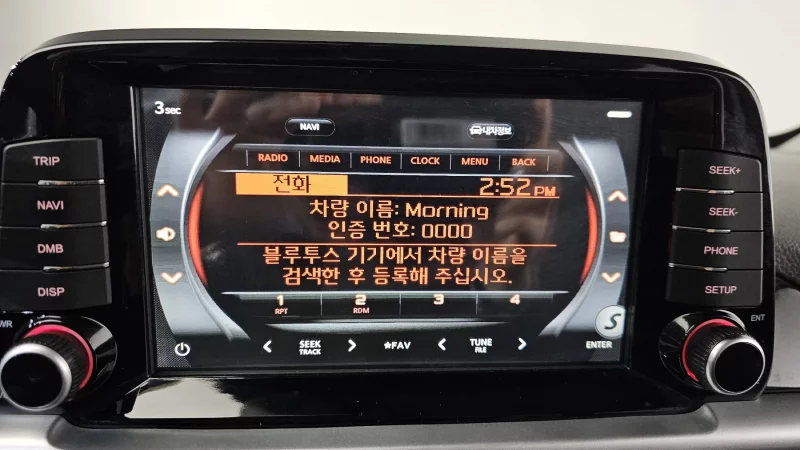 3sec
NAVI 내차정보
TRIP
NAVI
DMB
DISP
RADIO MEDIA PHONE CLOCK MENU BACK
전화 2:52 PM
차량 이름: Morning
인증 번호: 0000
블루투스 기기에서 차량 이름을
검색한 후 등록해 주십시오.
1 RPT 2 RDM 3 4
SEEK TRACK ★FAV TUNE FILE
S
ENTER
SEEK+
SEEK-
PHONE
SETUP
WR
ENT